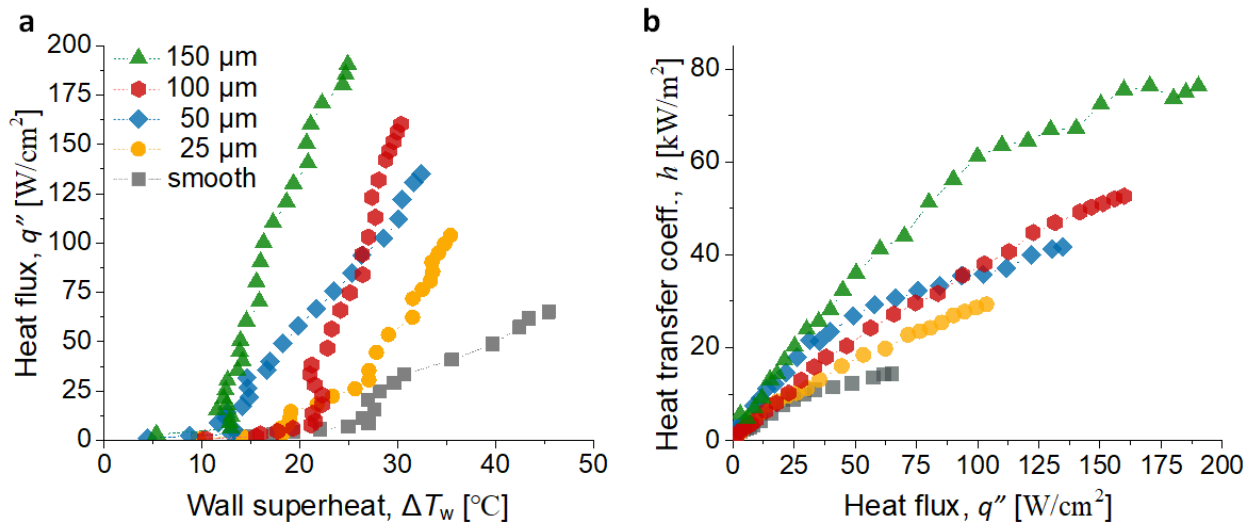 a
200
175
150
125
100
75
50
25
0
Heat flux, q″ [W/cm²]
150 µm
100 µm
50 µm
25 µm
smooth
0 10 20 30 40 50
Wall superheat, ΔTw [°C]
b
80
60
40
20
0
Heat transfer coeff., h [kW/m²]
0 25 50 75 100 125 150 175 200
Heat flux, q″ [W/cm²]